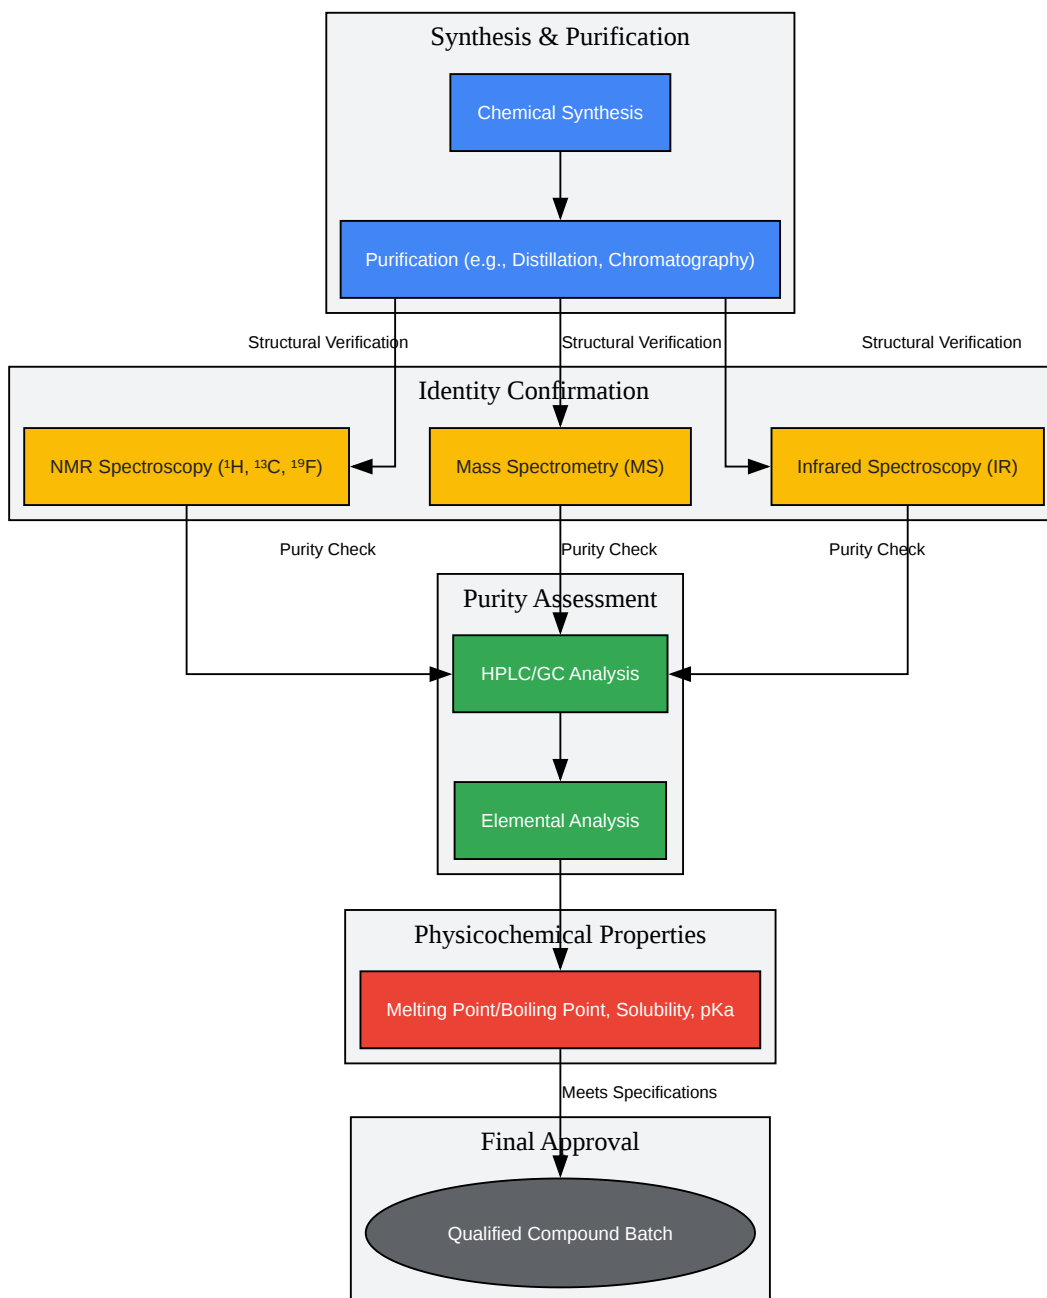 Synthesis & Purification
Chemical Synthesis
Purification (e.g., Distillation, Chromatography)
Structural Verification
Structural Verification
Structural Verification
Identity Confirmation
NMR Spectroscopy (¹H, ¹³C, ¹⁹F)
Mass Spectrometry (MS)
Infrared Spectroscopy (IR)
Purity Check
Purity Check
Purity Check
Purity Assessment
HPLC/GC Analysis
Elemental Analysis
Physicochemical Properties
Melting Point/Boiling Point, Solubility, pKa
Meets Specifications
Final Approval
Qualified Compound Batch